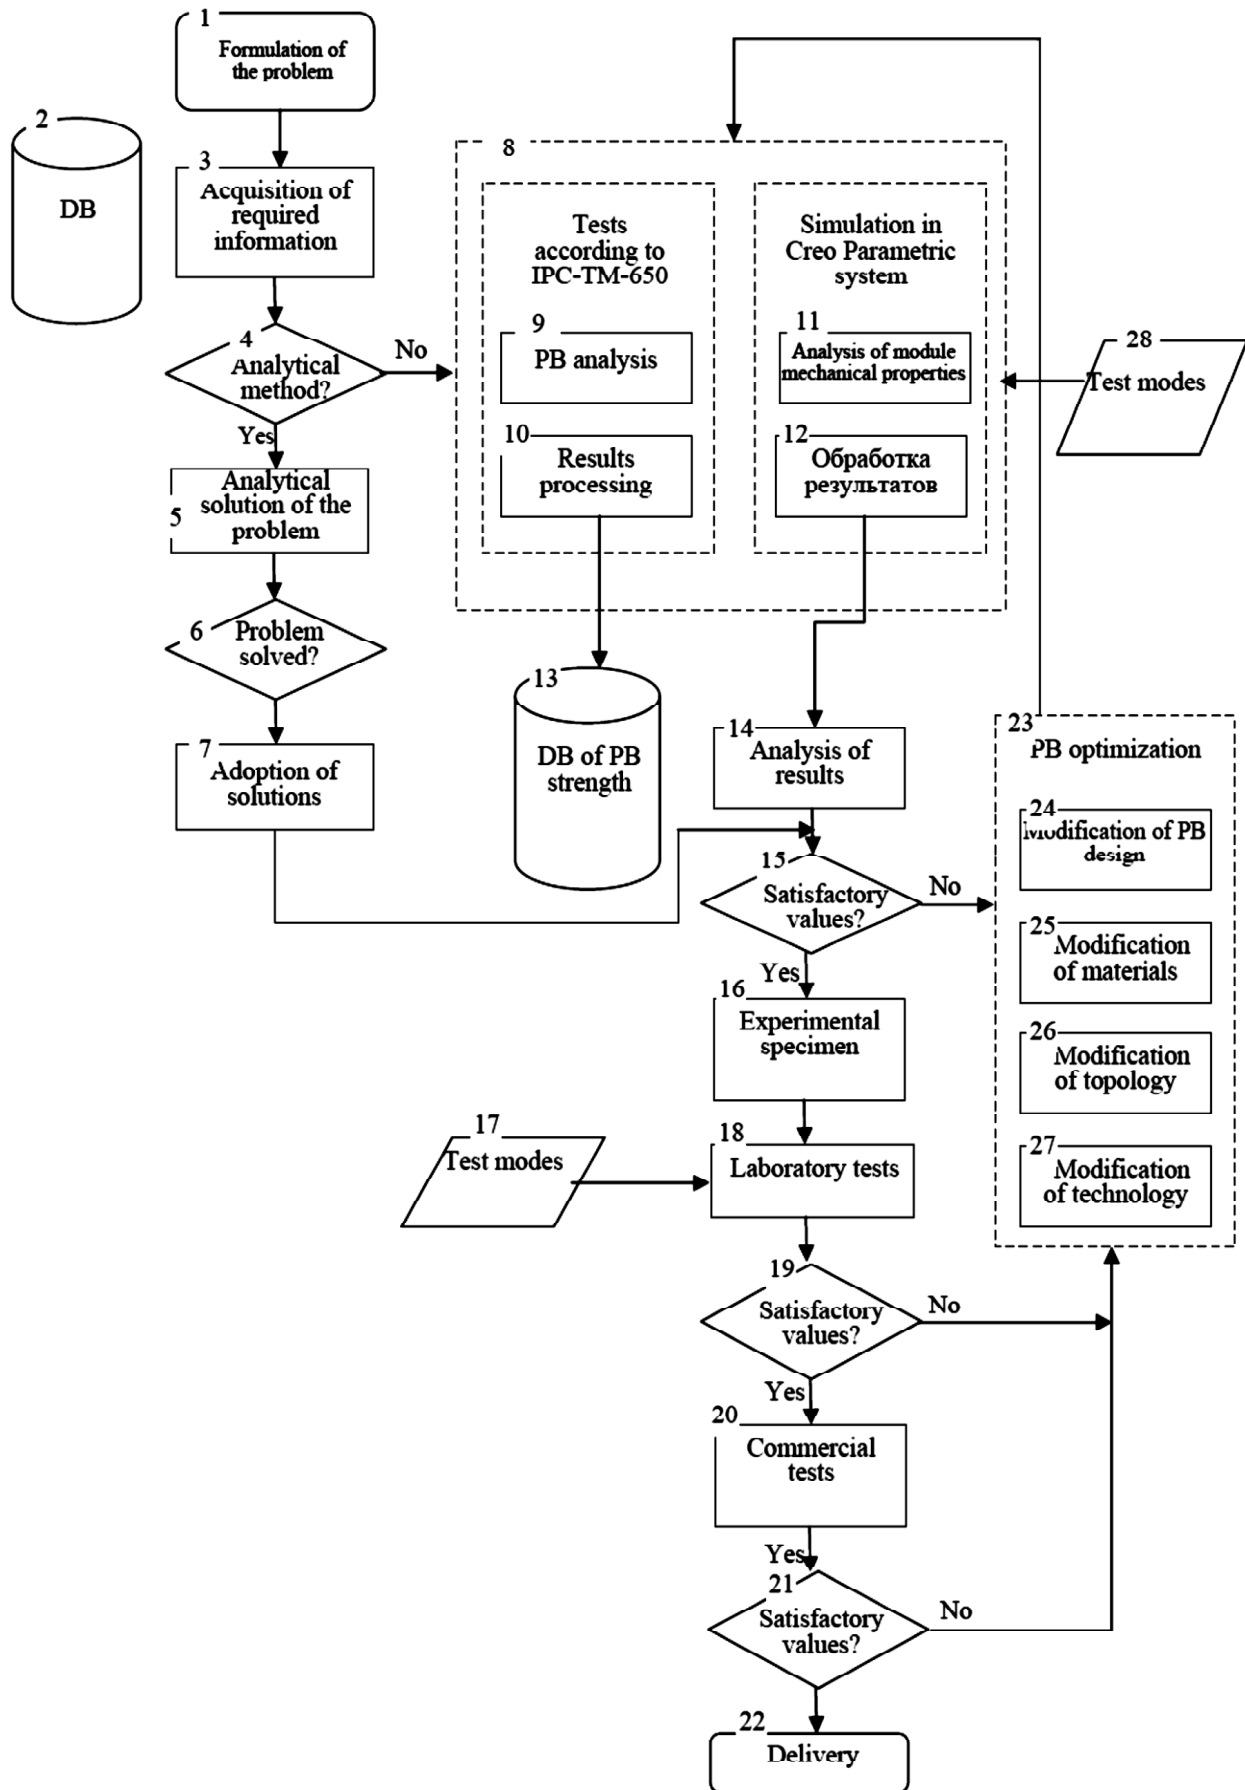 1
Formulation of
the problem
2
DB
3
Acquisition of
required
information
4
Analytical
method?
No
Yes
5
Analytical
solution of the
problem
6
Problem
solved?
7
Adoption of
solutions
8
Tests
according to
IPC-TM-650
9
PB analysis
10
Results
processing
Simulation in
Creo Parametric
system
11
Analysis of module
mechanical properties
12
Обработка
результатов
28
Test modes
13
DB of PB
strength
14
Analysis of
results
15
Satisfactory
values?
No
Yes
16
Experimental
specimen
17
Test modes
18
Laboratory tests
19
Satisfactory
values?
No
Yes
20
Commercial
tests
Yes
21
Satisfactory
values?
No
22
Delivery
23
PB optimization
24
Modification of PB
design
25
Modification
of materials
26
Modification
of topology
27
Modification
of technology